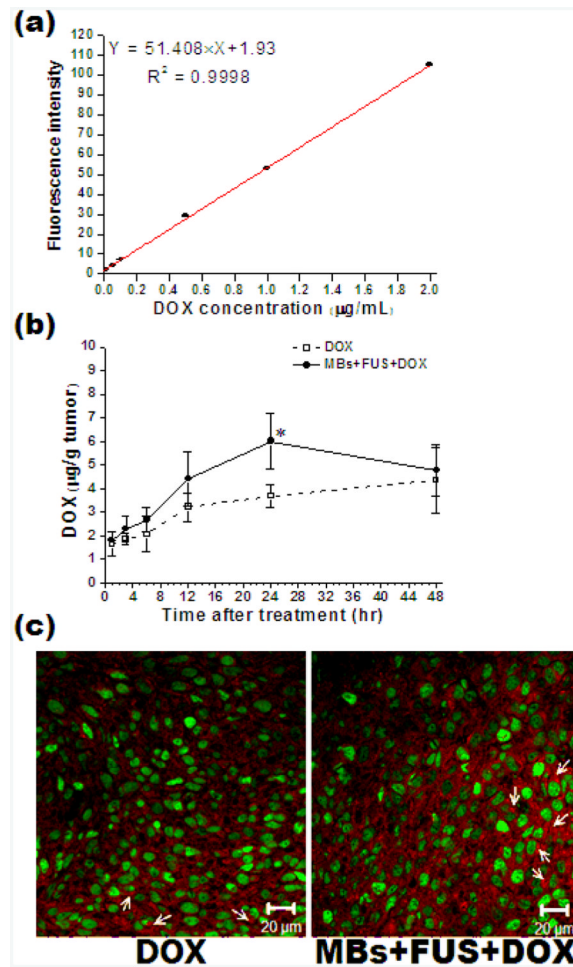 (a)
Y = 51.408×X+1.93
R² = 0.9998
Fluorescence intensity
120
110
100
90
80
70
60
50
40
30
20
10
0
0.0 0.2 0.4 0.6 0.8 1.0 1.2 1.4 1.6 1.8 2.0
DOX concentration (μg/mL)
(b)
DOX
MBs+FUS+DOX
DOX (μg/g tumor)
10
9
8
7
6
5
4
3
2
1
0
*
0 4 8 12 16 20 24 28 32 36 40 44 48
Time after treatment (hr)
(c)
20 μm
20 μm
DOX
MBs+FUS+DOX